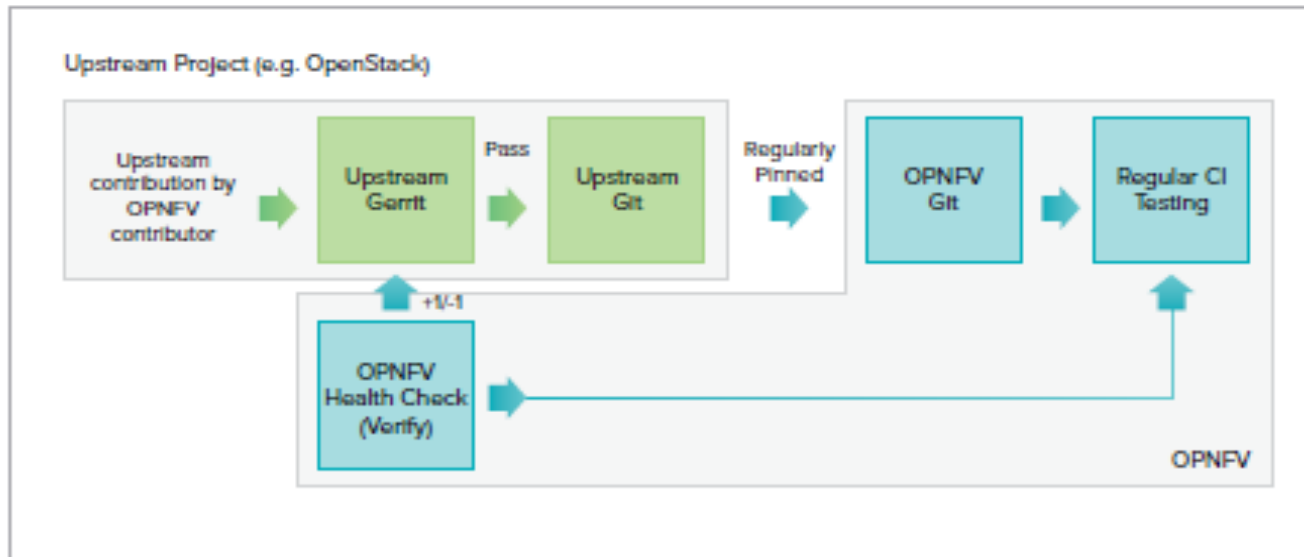 Upstream Project (e.g. OpenStack)
Upstream
contribution by
OPNFV
contributor
Upstream
Gerrit
Pass
Upstream
Git
Regularly
Pinned
OPNFV
Git
Regular CI
Testing
+1/-1
OPNFV
Health Check
(Verify)
OPNFV